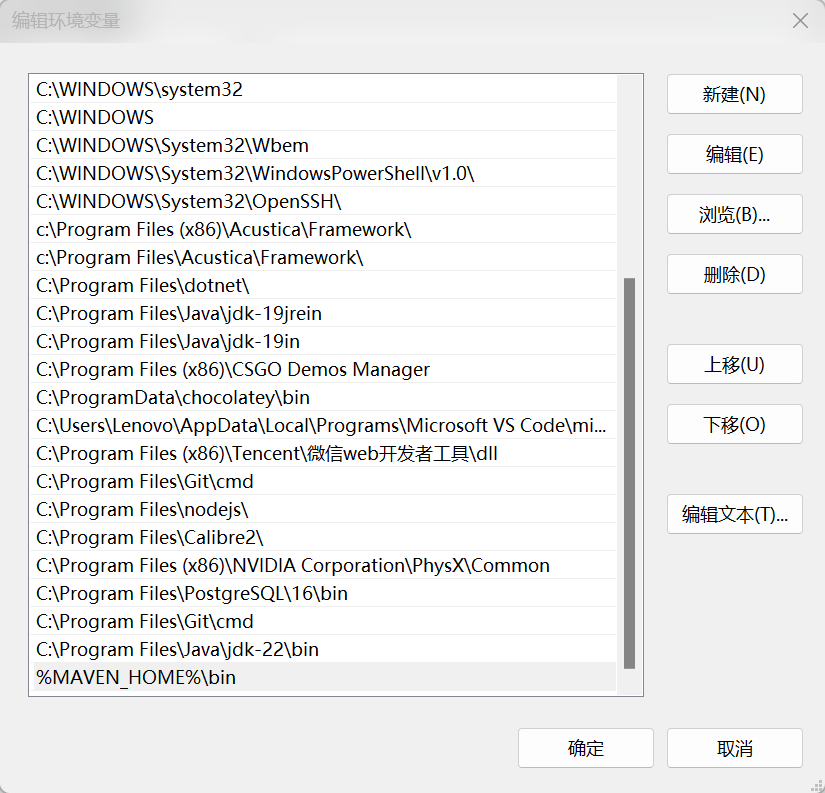 编辑环境变量
C:\WINDOWS\system32
C:\WINDOWS
C:\WINDOWS\System32\Wbem
C:\WINDOWS\System32\WindowsPowerShell\v1.0\
C:\WINDOWS\System32\OpenSSH\
c:\Program Files (x86)\Acustica\Framework\
c:\Program Files\Acustica\Framework\
C:\Program Files\dotnet\
C:\Program Files\Java\jdk-19jrein
C:\Program Files\Java\jdk-19in
C:\Program Files (x86)\CSGO Demos Manager
C:\ProgramData\chocolatey\bin
C:\Users\Lenovo\AppData\Local\Programs\Microsoft VS Code\mi...
C:\Program Files (x86)\Tencent\微信web开发者工具\dll
C:\Program Files\Git\cmd
C:\Program Files\nodejs\
C:\Program Files\Calibre2\
C:\Program Files (x86)\NVIDIA Corporation\PhysX\Common
C:\Program Files\PostgreSQL\16\bin
C:\Program Files\Git\cmd
C:\Program Files\Java\jdk-22\bin
%MAVEN_HOME%\bin
新建(N)
编辑(E)
浏览(B)...
删除(D)
上移(U)
下移(O)
编辑文本(T)...
确定
取消